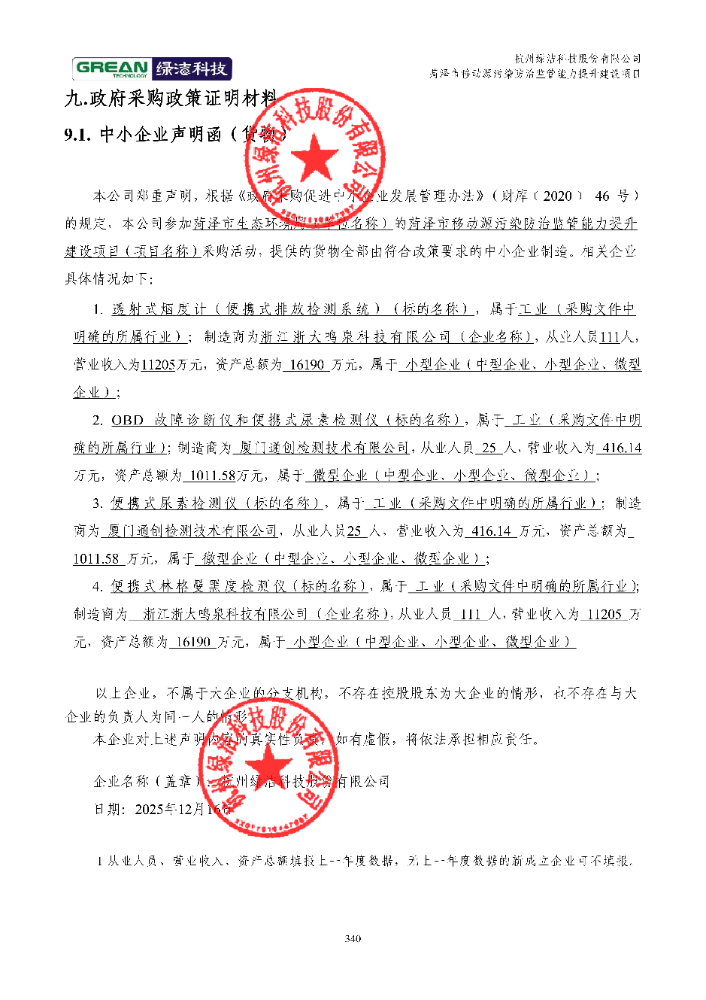 GREAN TECHNOLOGY 绿洁科技
杭州绿洁科技股份有限公司
菏泽市移动源污染防治监管能力提升建设项目
九.政府采购政策证明材料
9.1. 中小企业声明函（货物）
本公司郑重声明，根据《政府采购促进中小企业发展管理办法》（财库﹝2020﹞ 46 号）
的规定，本公司参加菏泽市生态环境局（单位名称）的菏泽市移动源污染防治监管能力提升
建设项目（项目名称）采购活动，提供的货物全部由符合政策要求的中小企业制造。相关企业
具体情况如下：
1. 透射式烟度计（便携式排放检测系统）（标的名称），属于工业（采购文件中
明确的所属行业）；制造商为浙江浙大鸣泉科技有限公司（企业名称），从业人员111人，
营业收入为11205万元，资产总额为 16190 万元，属于 小型企业（中型企业、小型企业、微型
企业）；
2. OBD 故障诊断仪和便携式尿素检测仪（标的名称），属于 工业（采购文件中明
确的所属行业）；制造商为 厦门通创检测技术有限公司，从业人员 25 人，营业收入为 416.14
万元，资产总额为 1011.58万元，属于 微型企业（中型企业、小型企业、微型企业）；
3. 便携式尿素检测仪（标的名称），属于 工业（采购文件中明确的所属行业）；制造
商为 厦门通创检测技术有限公司，从业人员25 人，营业收入为 416.14 万元，资产总额为
1011.58 万元，属于 微型企业（中型企业、小型企业、微型企业）；
4. 便携式林格曼黑度检测仪（标的名称），属于 工业（采购文件中明确的所属行业）；
制造商为 浙江浙大鸣泉科技有限公司（企业名称），从业人员 111 人，营业收入为 11205 万
元，资产总额为 16190 万元，属于 小型企业（中型企业、小型企业、微型企业）
以上企业，不属于大企业的分支机构，不存在控股股东为大企业的情形，也不存在与大
企业的负责人为同一人的情形。
本企业对上述声明内容的真实性负责。如有虚假，将依法承担相应责任。
企业名称（盖章）：杭州绿洁科技股份有限公司
日期：2025年12月16日
1 从业人员、营业收入、资产总额填报上一年度数据，无上一年度数据的新成立企业可不填报。
340
杭州绿洁科技股份有限公司
杭州绿洁科技股份有限公司